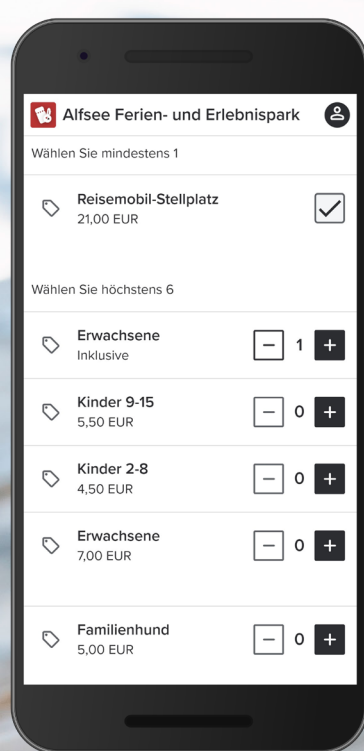 Alfsee Ferien- und Erlebnispark
Wählen Sie mindestens 1
Reisemobil-Stellplatz
21,00 EUR
Wählen Sie höchstens 6
Erwachsene
Inklusive
− 1 +
Kinder 9-15
5,50 EUR
− 0 +
Kinder 2-8
4,50 EUR
− 0 +
Erwachsene
7,00 EUR
− 0 +
Familienhund
5,00 EUR
− 0 +